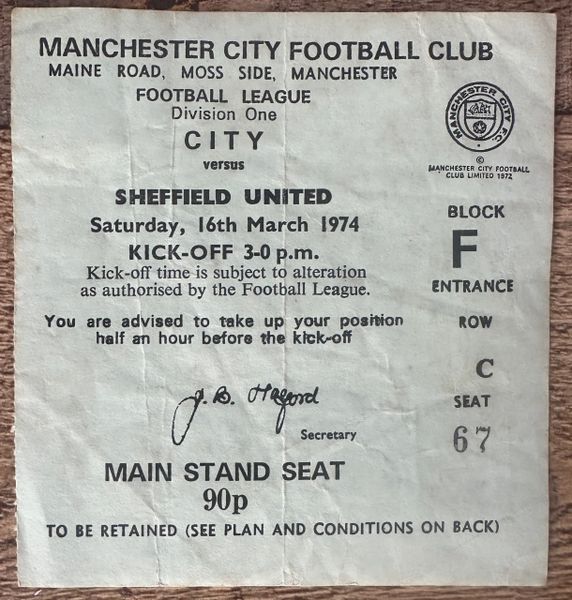 MANCHESTER CITY FOOTBALL CLUB
MAINE ROAD, MOSS SIDE, MANCHESTER
FOOTBALL LEAGUE
Division One
CITY
versus
SHEFFIELD UNITED
Saturday, 16th March 1974
KICK-OFF 3-0 p.m.
Kick-off time is subject to alteration
as authorised by the Football League.
You are advised to take up your position
half an hour before the kick-off
J. B. Halford
Secretary
MAIN STAND SEAT
90p
TO BE RETAINED (SEE PLAN AND CONDITIONS ON BACK)
MANCHESTER CITY F.C.
©
MANCHESTER CITY FOOTBALL
CLUB LIMITED 1972
BLOCK
F
ENTRANCE
ROW
C
SEAT
67